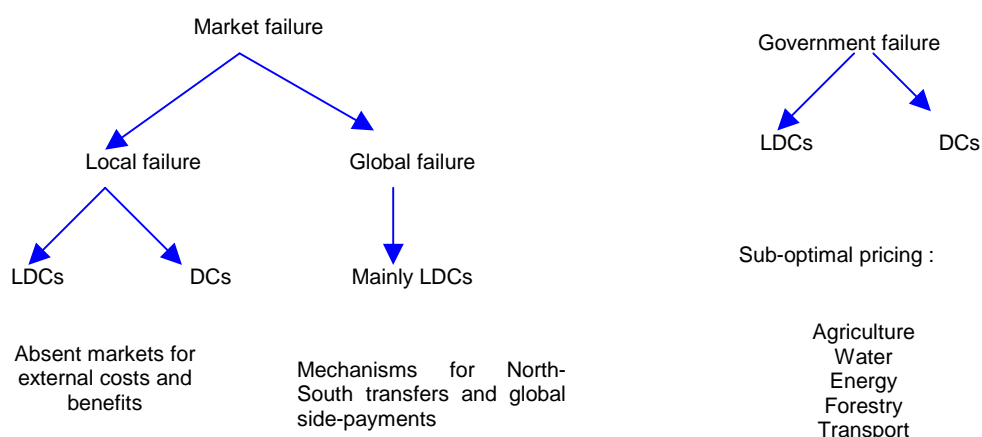 Market failure
Government failure
Local failure
Global failure
LDCs
DCs
LDCs
DCs
Mainly LDCs
Sub-optimal pricing :
Absent markets for
external costs and
benefits
Mechanisms for North-
South transfers and global
side-payments
Agriculture
Water
Energy
Forestry
Transport